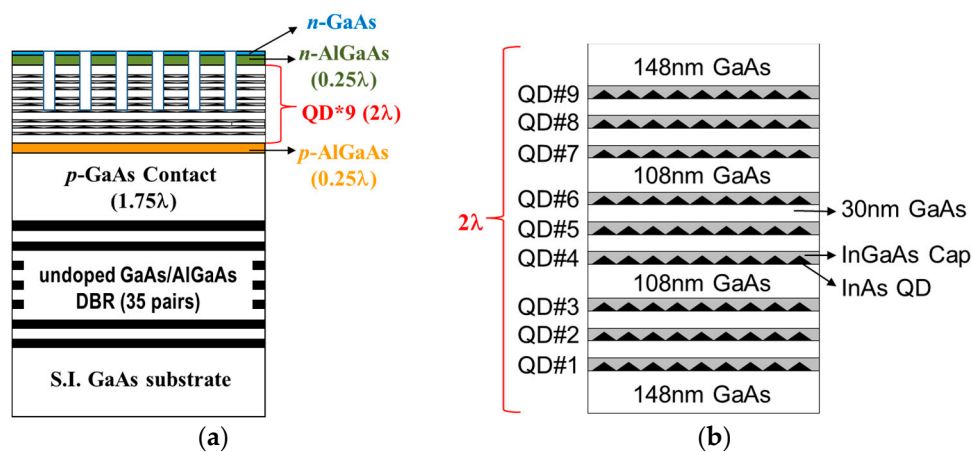 n-GaAs
n-AlGaAs
(0.25λ)
QD*9 (2λ)
p-AlGaAs
(0.25λ)
p-GaAs Contact
(1.75λ)
undoped GaAs/AlGaAs
DBR (35 pairs)
S.I. GaAs substrate
(a)
2λ
148nm GaAs
QD#9
QD#8
QD#7
108nm GaAs
QD#6
30nm GaAs
QD#5
QD#4
InGaAs Cap
InAs QD
108nm GaAs
QD#3
QD#2
QD#1
148nm GaAs
(b)